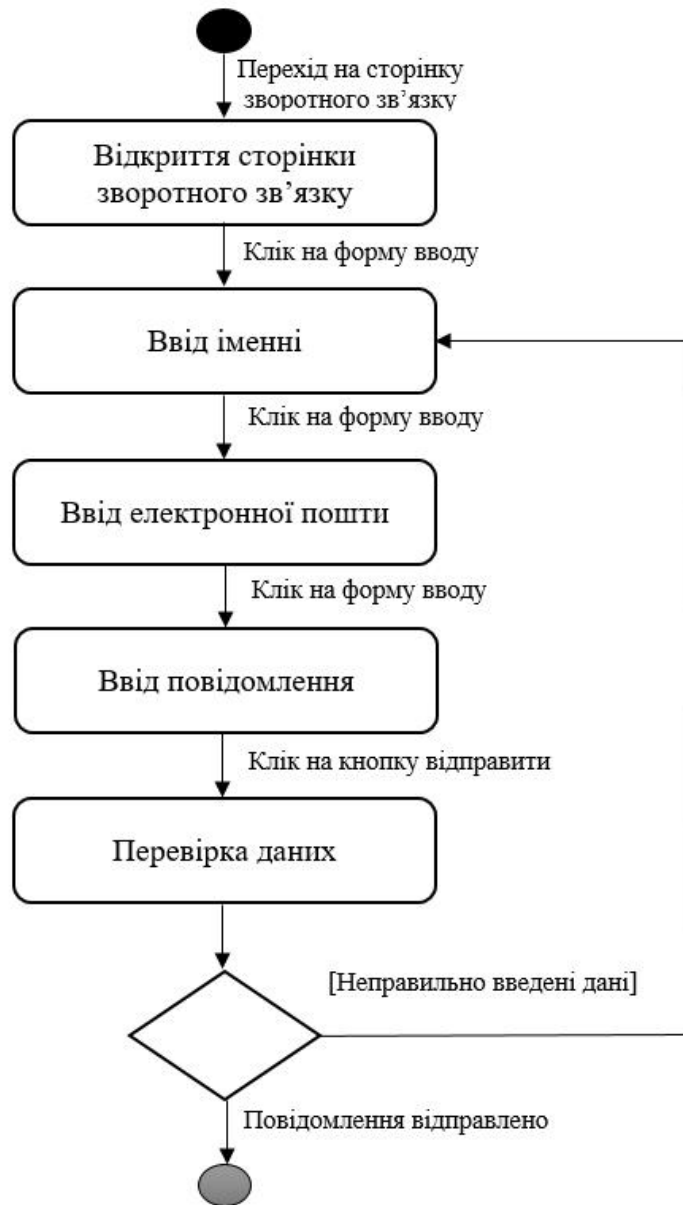 Перехід на сторінку
зворотного зв’язку
Відкриття сторінки
зворотного зв’язку
Клік на форму вводу
Ввід іменні
Клік на форму вводу
Ввід електронної пошти
Клік на форму вводу
Ввід повідомлення
Клік на кнопку відправити
Перевірка даних
[Неправильно введені дані]
Повідомлення відправлено